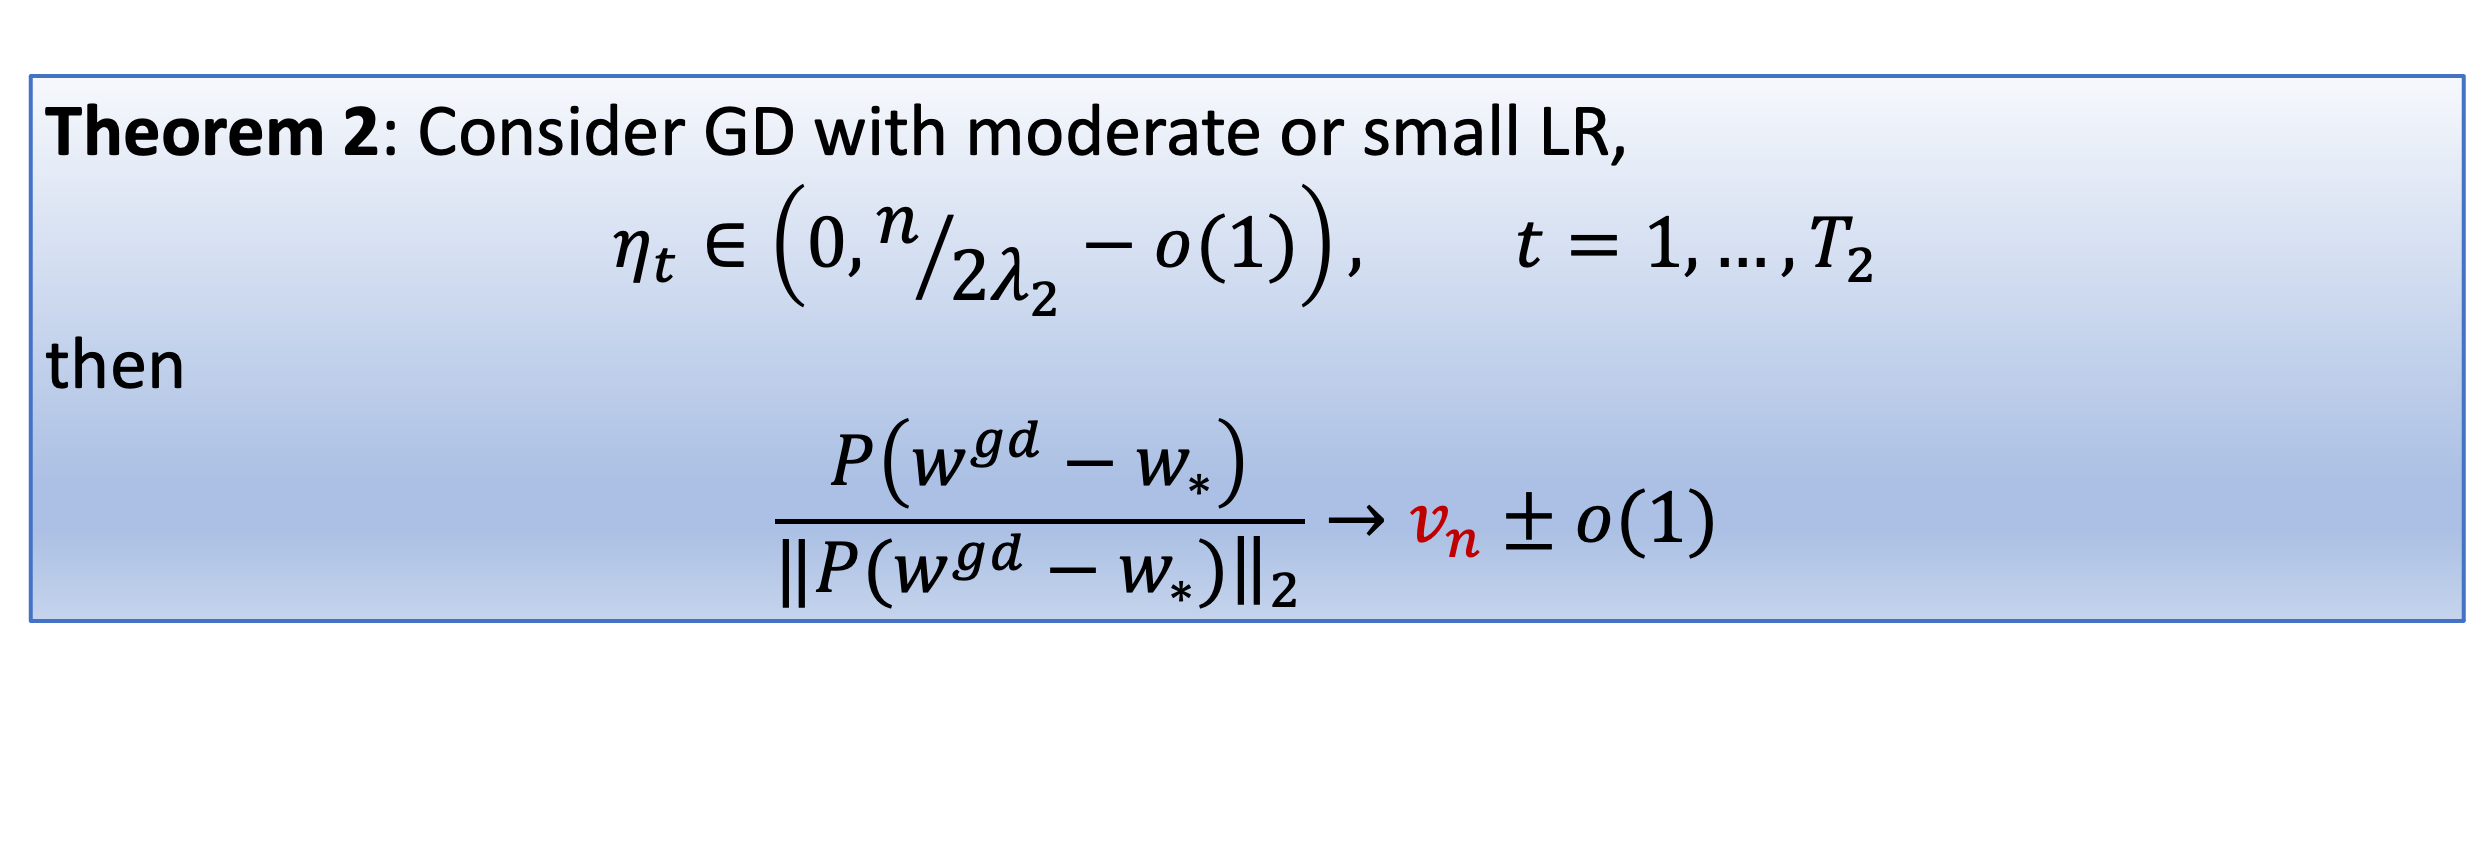 Theorem 2: Consider GD with moderate or small LR,
η_t ∈ (0, n/2λ_2 − o(1)), t = 1, … , T_2
then
P(w^{gd} − w_*) / ‖P(w^{gd} − w_*)‖_2 → v_n ± o(1)